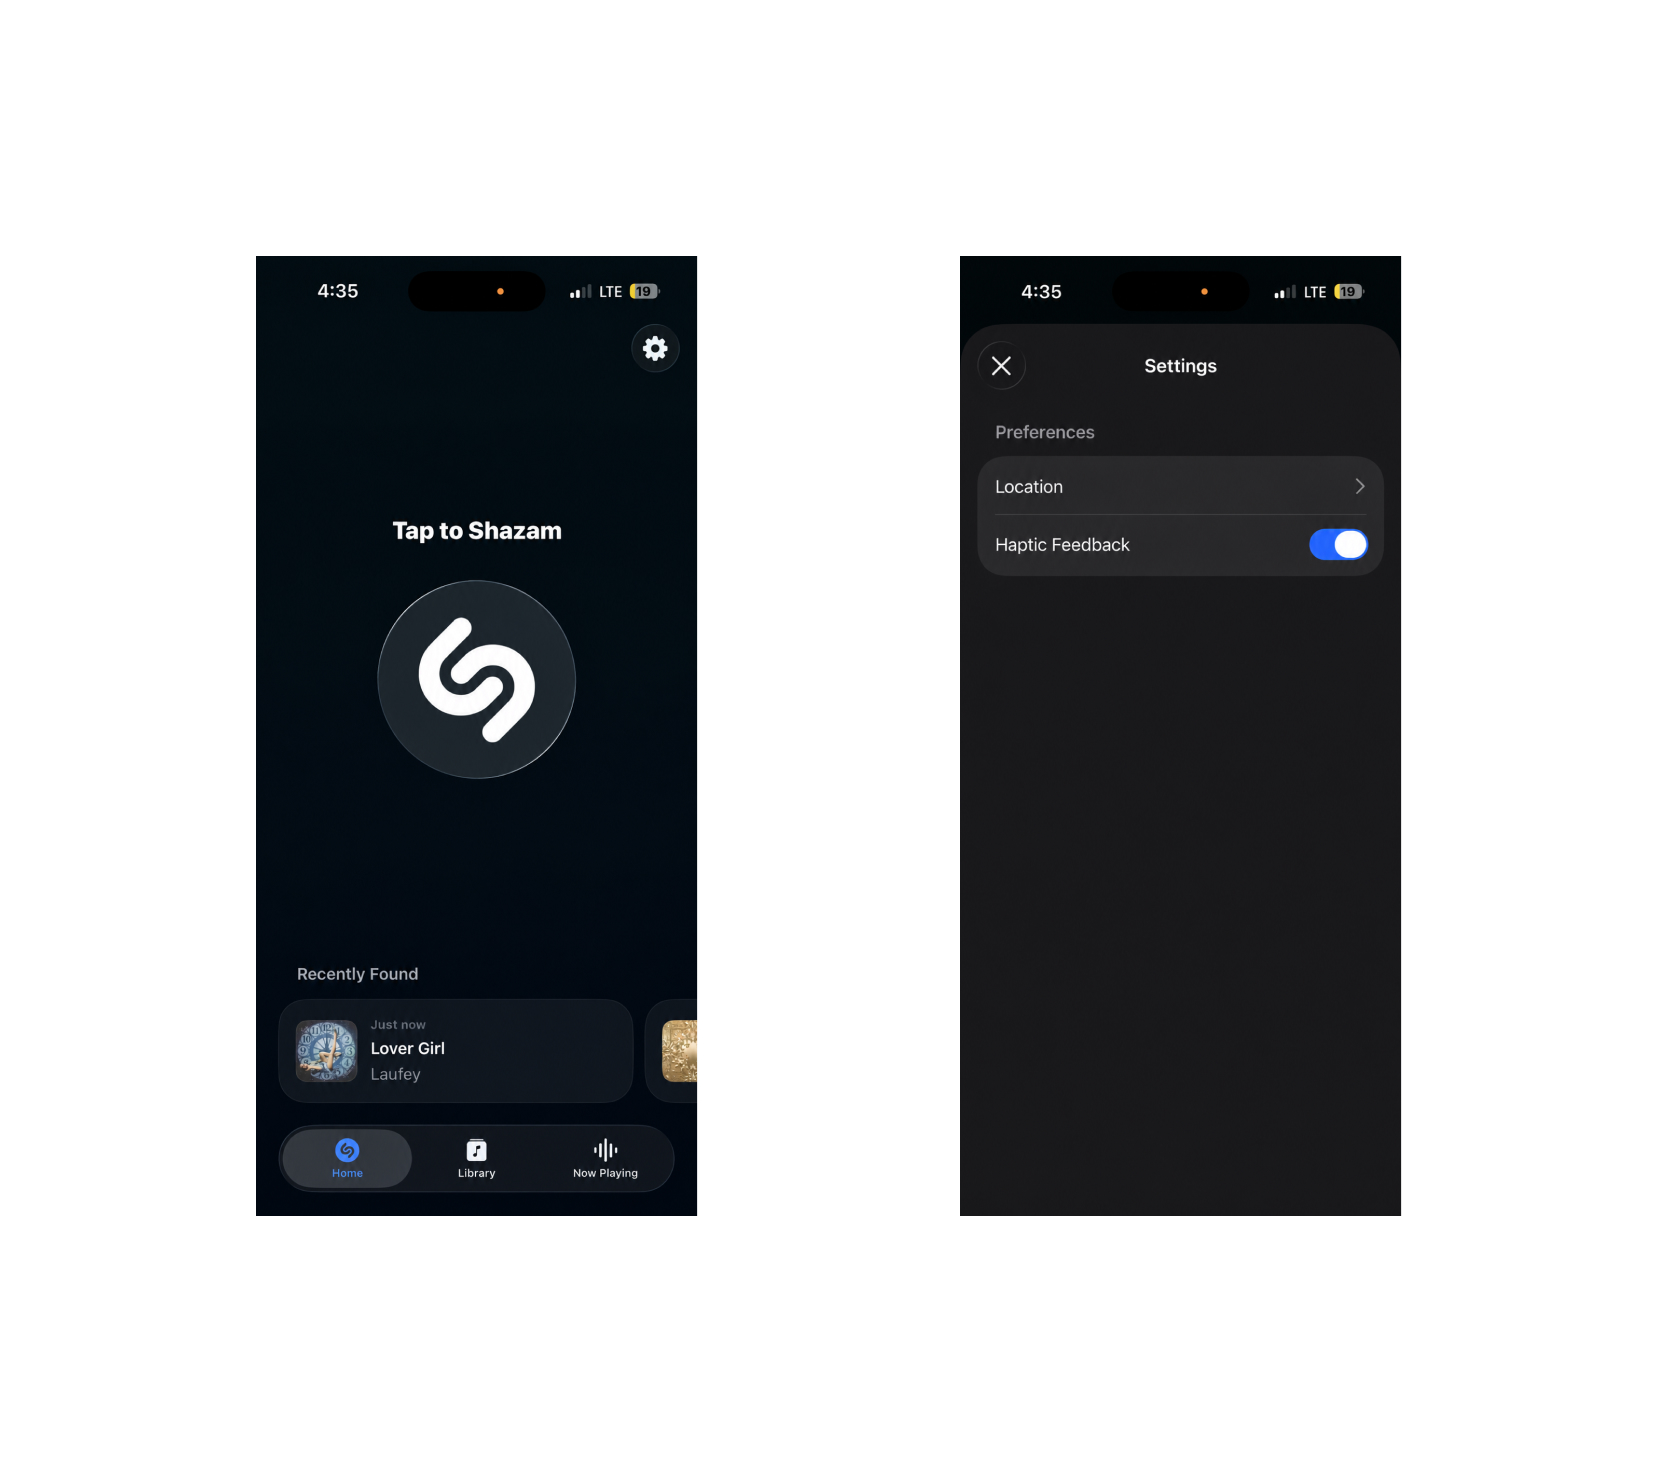 4:35
LTE 19
Tap to Shazam
Recently Found
Just now
Lover Girl
Laufey
Home
Library
Now Playing
4:35
LTE 19
Settings
Preferences
Location
Haptic Feedback